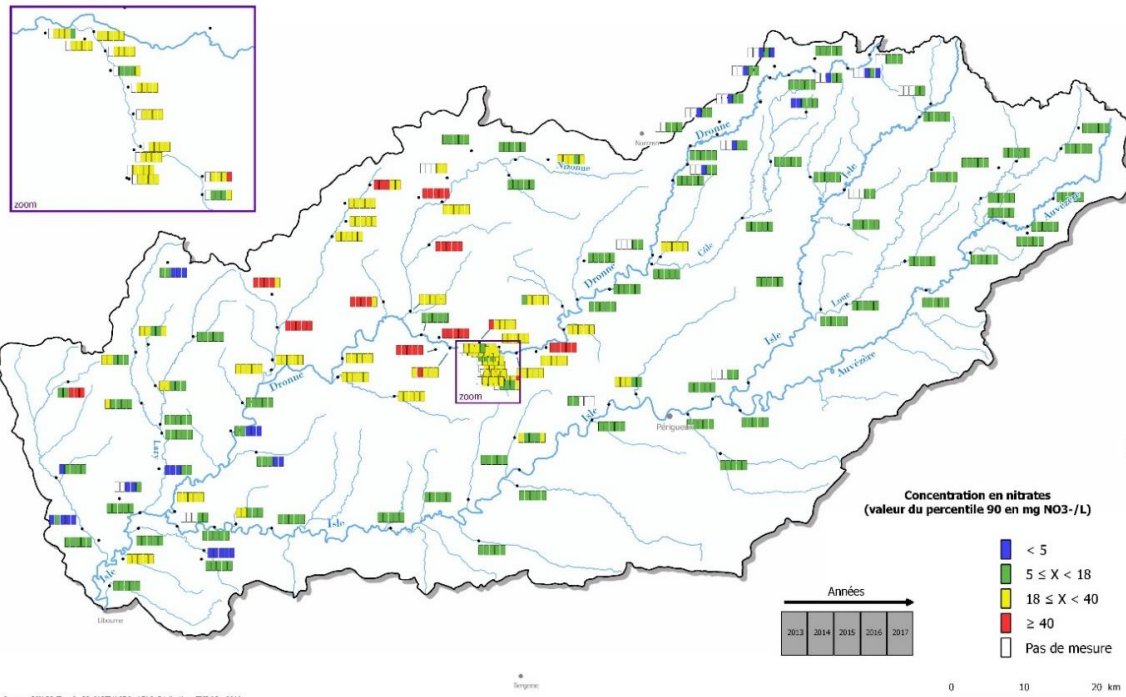 zoom
Nontron
Dronne
Isle
Nizonne
Auvézère
Côle
Dronne
Loue
Isle
Auvézère
Dronne
zoom
Isle
Périgueux
Lary
Isle
Isle
Libourne
Concentration en nitrates
(valeur du percentile 90 en mg NO3-/L)
< 5
5 ≤ X < 18
18 ≤ X < 40
≥ 40
Pas de mesure
Années
2013 2014 2015 2016 2017
Bergerac
0 10 20 km